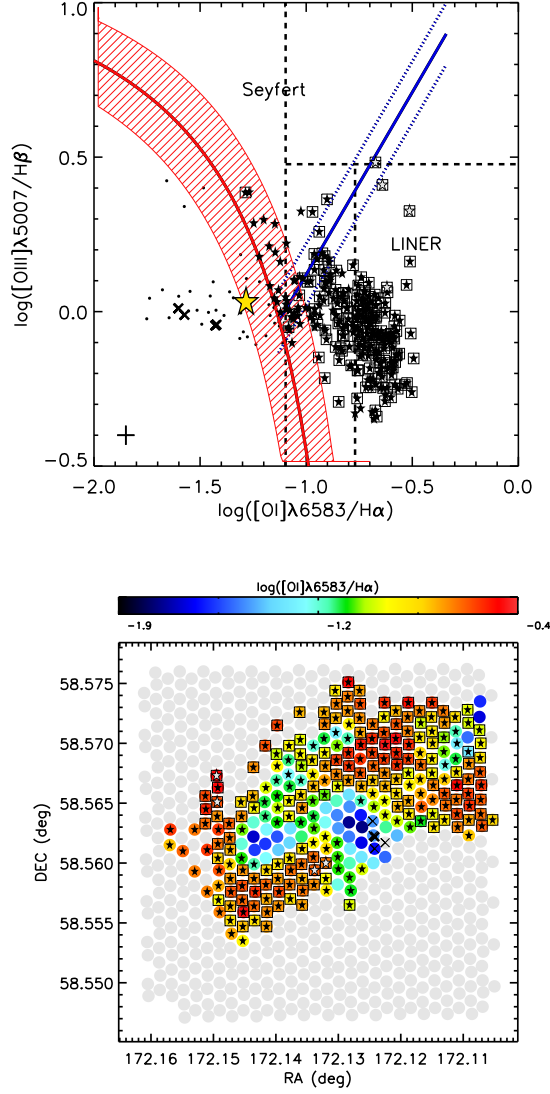 1.0
Seyfert
0.5
LINER
log([OIII]λ5007/Hβ)
0.0
−0.5
−2.0 −1.5 −1.0 −0.5 0.0
log([OI]λ6583/Hα)
log([OI]λ6583/Hα)
−1.9 −1.2 −0.4
58.575
58.570
58.565
DEC (deg)
58.560
58.555
58.550
172.16 172.15 172.14 172.13 172.12 172.11
RA (deg)